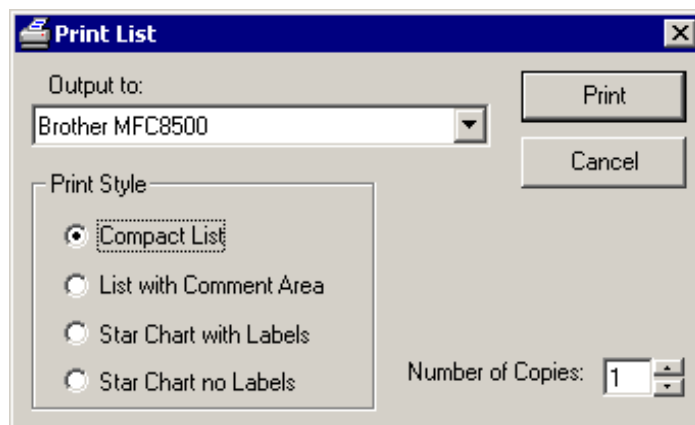 Print List
Output to:
Print
Brother MFC8500
Cancel
Print Style
Compact List
List with Comment Area
Star Chart with Labels
Star Chart no Labels
Number of Copies: 1